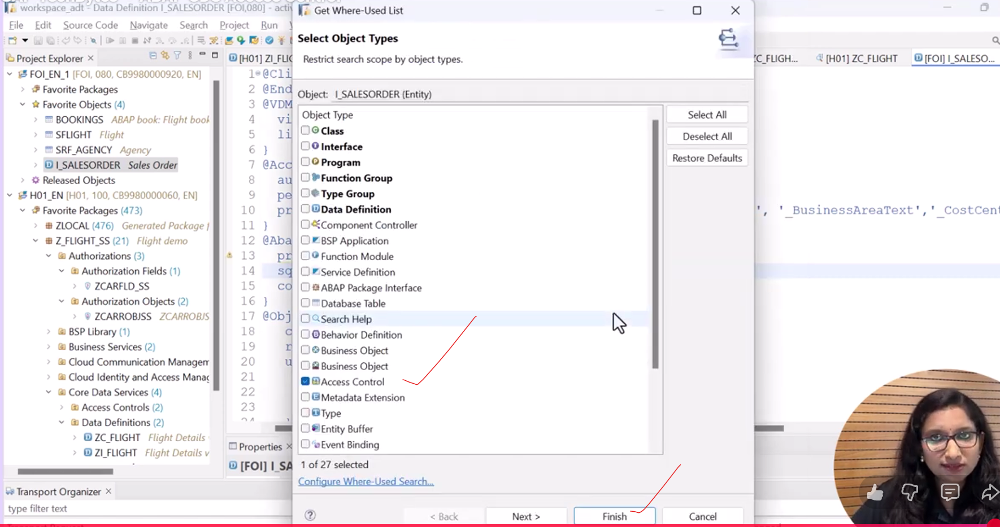 workspace_adt - Data Definition I_SALESORDER [FOI,080] - activ
File Edit Source Code Navigate Search Project Run
Project Explorer
FOI_EN_1 [FOI, 080, CB9980000920, EN]
Favorite Packages
Favorite Objects (4)
BOOKINGS ABAP book: Flight book
SFLIGHT Flight
SRF_AGENCY Agency
I_SALESORDER Sales Order
Released Objects
H01_EN [H01, 100, CB9980000060, EN]
Favorite Packages (473)
ZLOCAL (476) Generated Package f
Z_FLIGHT_SS (21) Flight demo
Authorizations (3)
Authorization Fields (1)
ZCARFLD_SS
Authorization Objects (2)
ZCARROBJSS ZCARROBJS
BSP Library (1)
Business Services (2)
Cloud Communication Managem
Cloud Identity and Access Manag
Core Data Services (4)
Access Controls (2)
Data Definitions (2)
ZC_FLIGHT Flight Details
ZI_FLIGHT Flight Details v
Transport Organizer
type filter text
[H01] ZI_FLIG
1 @Cli
2 @End
3 @VDM
4 vi
5 li
6 }
7 @Acc
8 au
9 pe
10 pr
11 }
12 @Aba
13 pr
14 sq
15 co
16 }
17 @Obj
18 c
19 r
20 u
21
22
23
24
Properties
[FOI] I_SA
Get Where-Used List
Select Object Types
Restrict search scope by object types.
Object: I_SALESORDER (Entity)
Object Type
Class
Interface
Program
Function Group
Type Group
Data Definition
Component Controller
BSP Application
Function Module
Service Definition
ABAP Package Interface
Database Table
Search Help
Behavior Definition
Business Object
Business Object
Access Control
Metadata Extension
Type
Entity Buffer
Event Binding
Select All
Deselect All
Restore Defaults
1 of 27 selected
Configure Where-Used Search...
< Back Next > Finish Cancel
ZC_FLIGH... [H01] ZC_FLIGHT [FOI] I_SALESO...
', '_BusinessAreaText','_CostCent